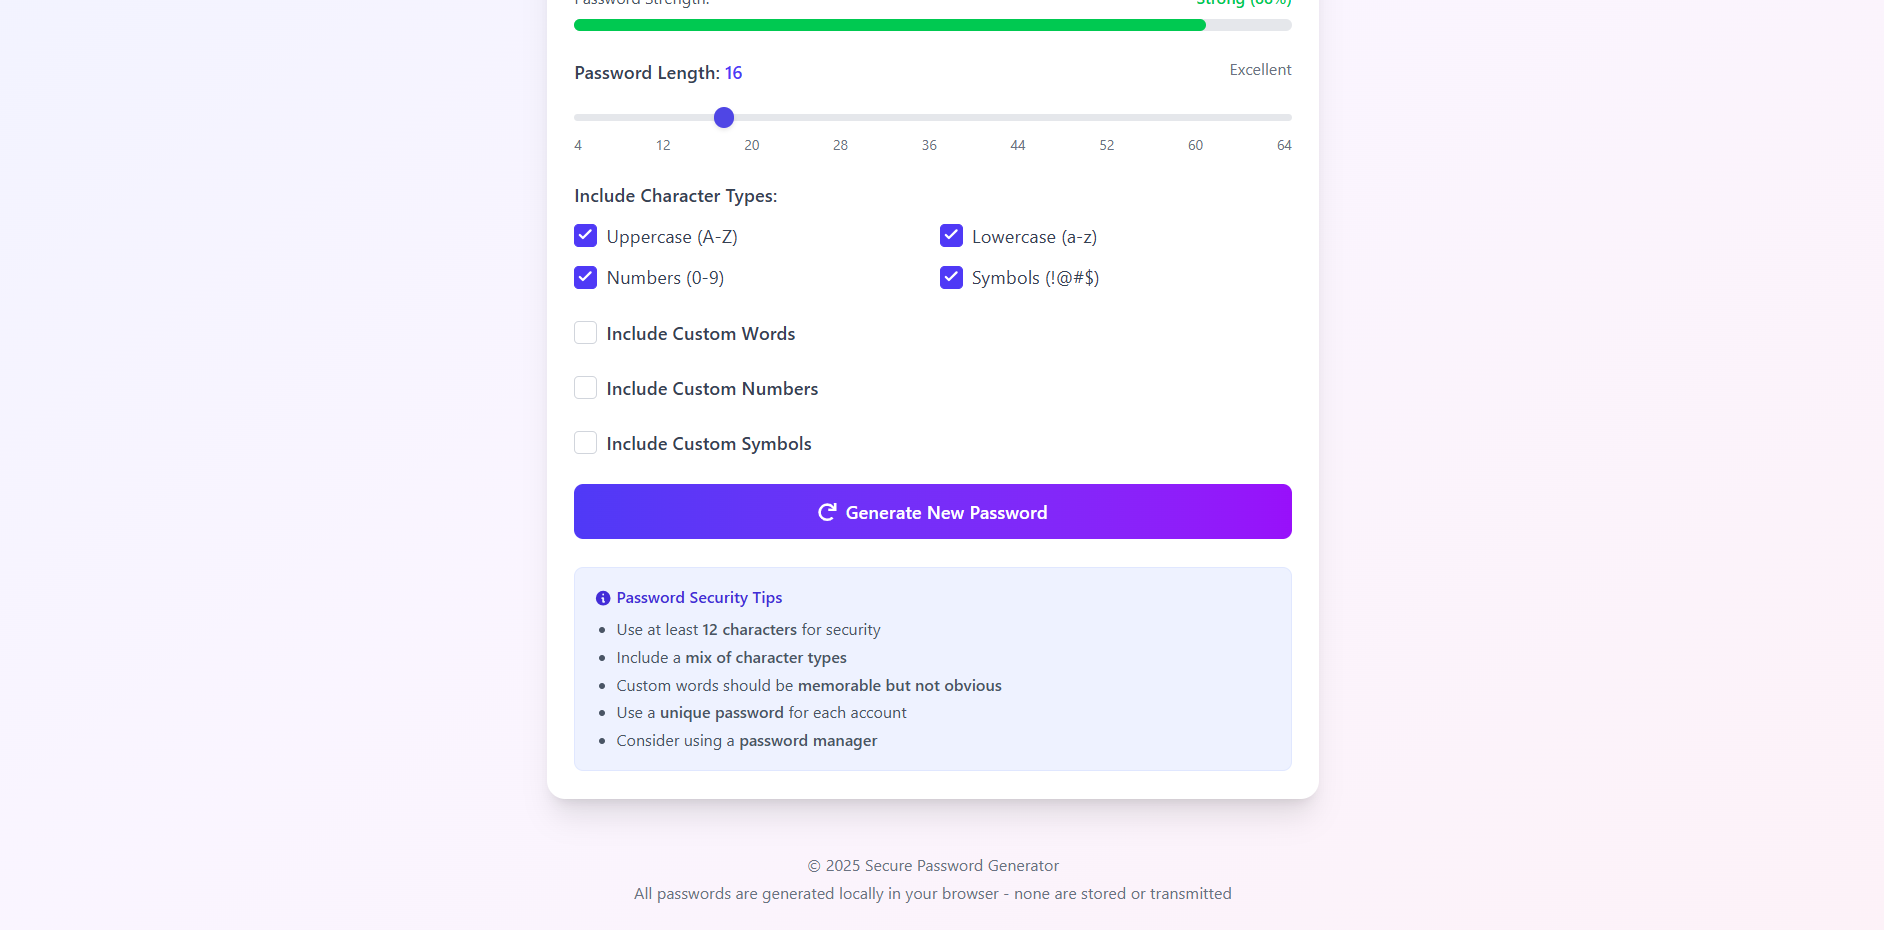 Password Strength:
Strong (88%)
Password Length: 16
Excellent
4 12 20 28 36 44 52 60 64
Include Character Types:
Uppercase (A-Z)
Lowercase (a-z)
Numbers (0-9)
Symbols (!@#$)
Include Custom Words
Include Custom Numbers
Include Custom Symbols
Generate New Password
Password Security Tips
Use at least 12 characters for security
Include a mix of character types
Custom words should be memorable but not obvious
Use a unique password for each account
Consider using a password manager
© 2025 Secure Password Generator
All passwords are generated locally in your browser - none are stored or transmitted